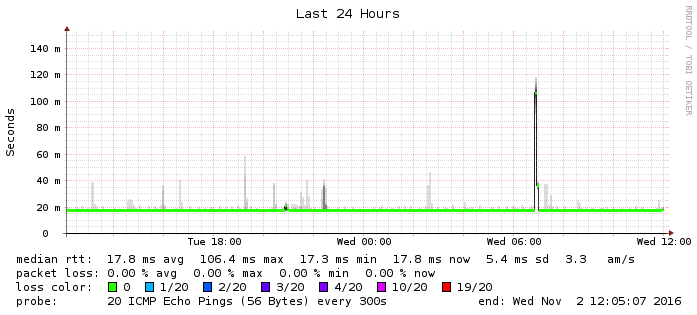 Last 24 Hours
RRDTOOL / TOBI OETIKER
Seconds
140 m
120 m
100 m
80 m
60 m
40 m
20 m
0
Tue 18:00 Wed 00:00 Wed 06:00 Wed 12:00
median rtt: 17.8 ms avg 106.4 ms max 17.3 ms min 17.8 ms now 5.4 ms sd 3.3 am/s
packet loss: 0.00 % avg 0.00 % max 0.00 % min 0.00 % now
loss color: 0 1/20 2/20 3/20 4/20 10/20 19/20
probe: 20 ICMP Echo Pings (56 Bytes) every 300s end: Wed Nov 2 12:05:07 2016